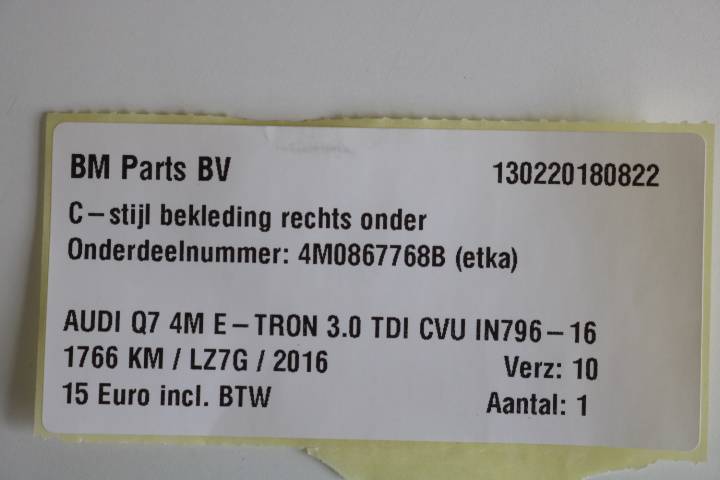 BM Parts BV 130220180822
C-stijl bekleding rechts onder
Onderdeelnummer: 4M0867768B (etka)
AUDI Q7 4M E-TRON 3.0 TDI CVU IN796-16
1766 KM / LZ7G / 2016 Verz: 10
15 Euro incl. BTW Aantal: 1